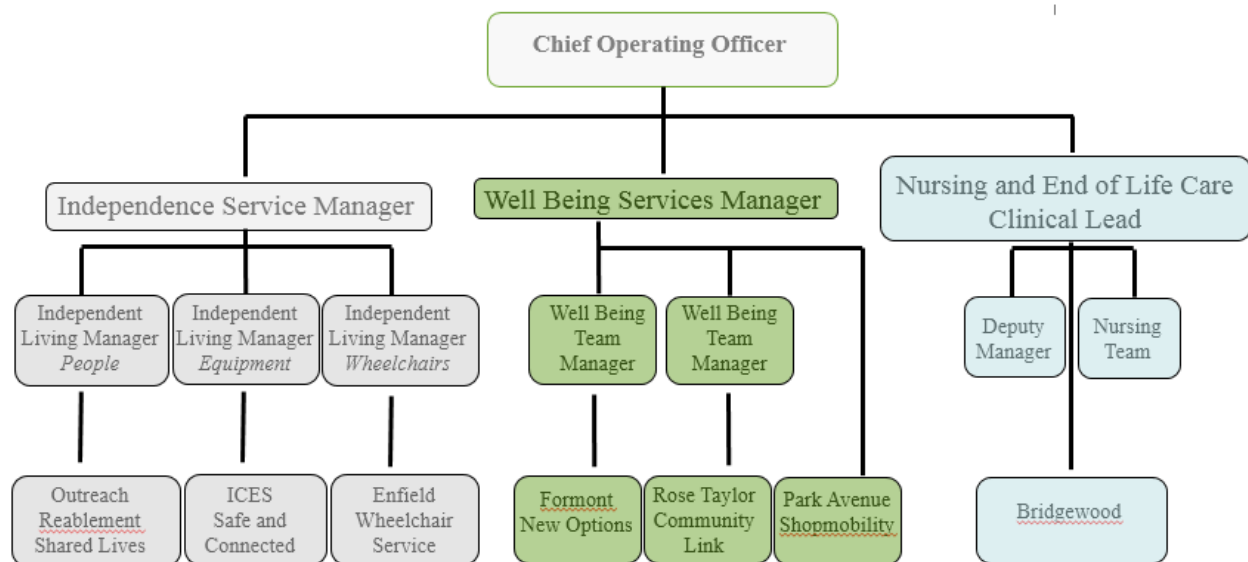 Chief Operating Officer
Independence Service Manager
Well Being Services Manager
Nursing and End of Life Care
Clinical Lead
Independent
Living Manager
People
Independent
Living Manager
Equipment
Independent
Living Manager
Wheelchairs
Well Being
Team
Manager
Well Being
Team
Manager
Deputy
Manager
Nursing
Team
Outreach
Reablement
Shared Lives
ICES
Safe and
Connected
Enfield
Wheelchair
Service
Formont
New Options
Rose Taylor
Community
Link
Park Avenue
Shopmobility
Bridgewood